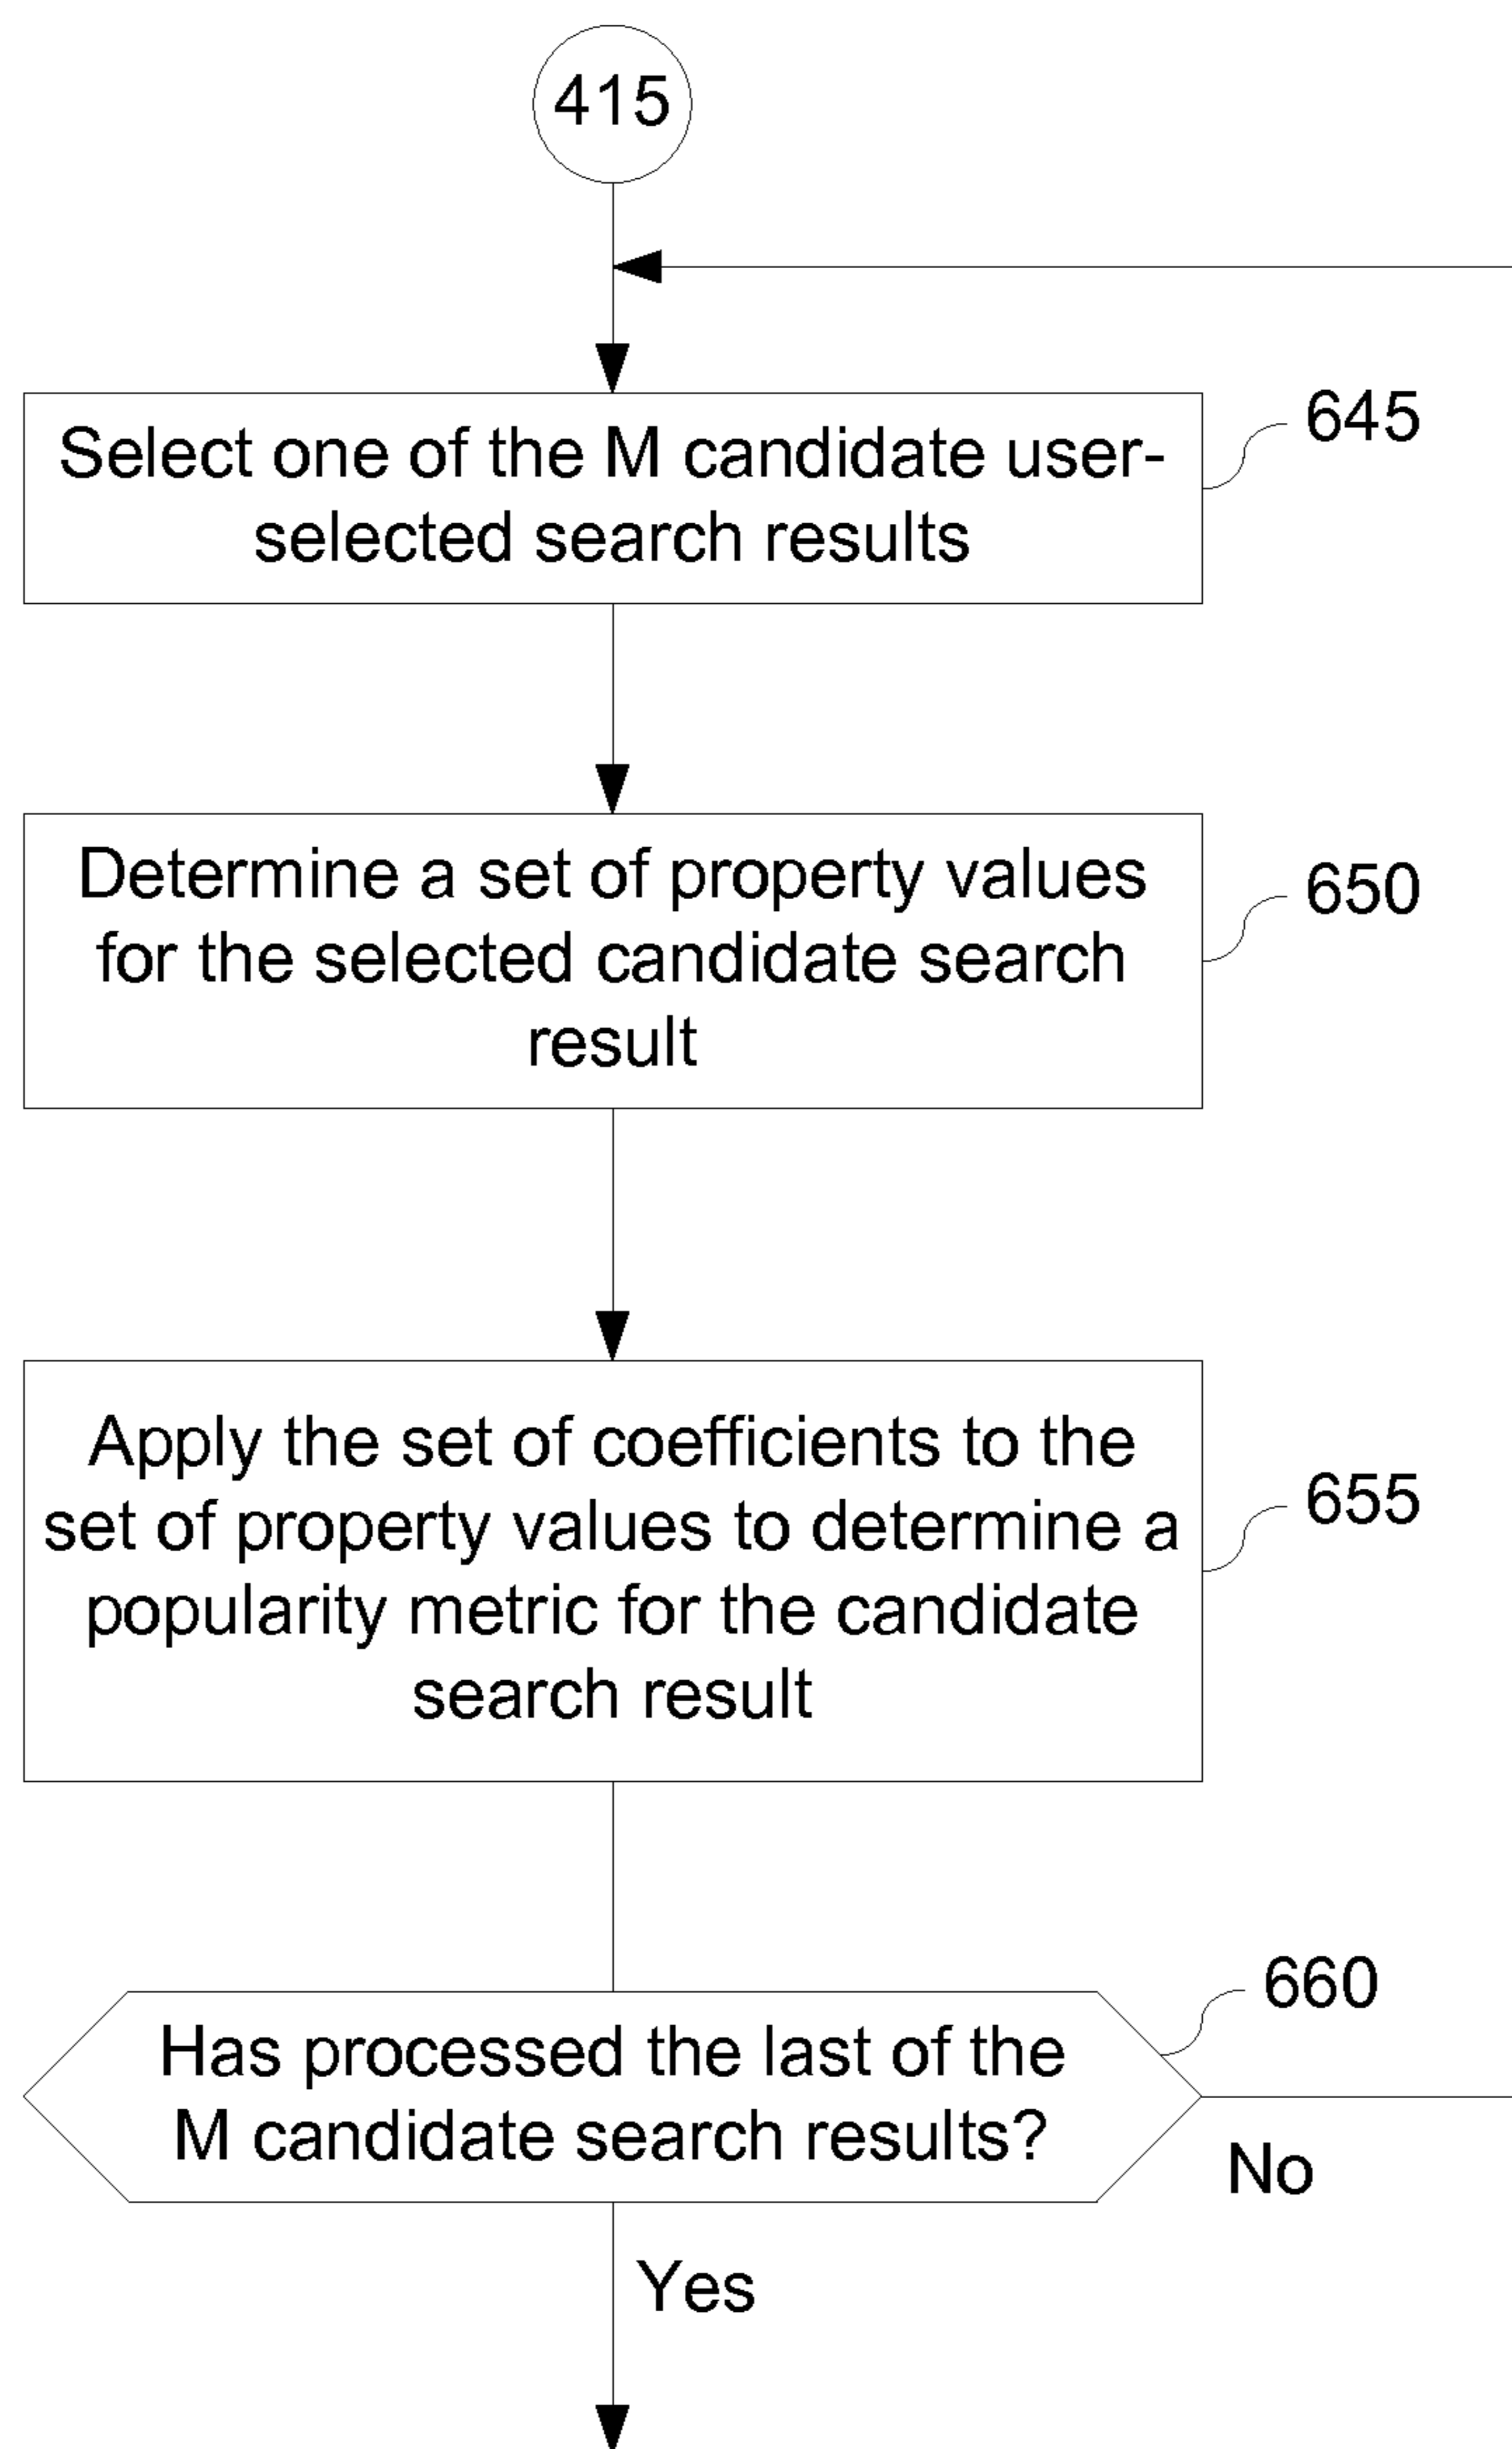 415
Select one of the M candidate user-
selected search results
645
Determine a set of property values
for the selected candidate search
result
650
Apply the set of coefficients to the
set of property values to determine a
popularity metric for the candidate
search result
655
Has processed the last of the
M candidate search results?
660
No
Yes